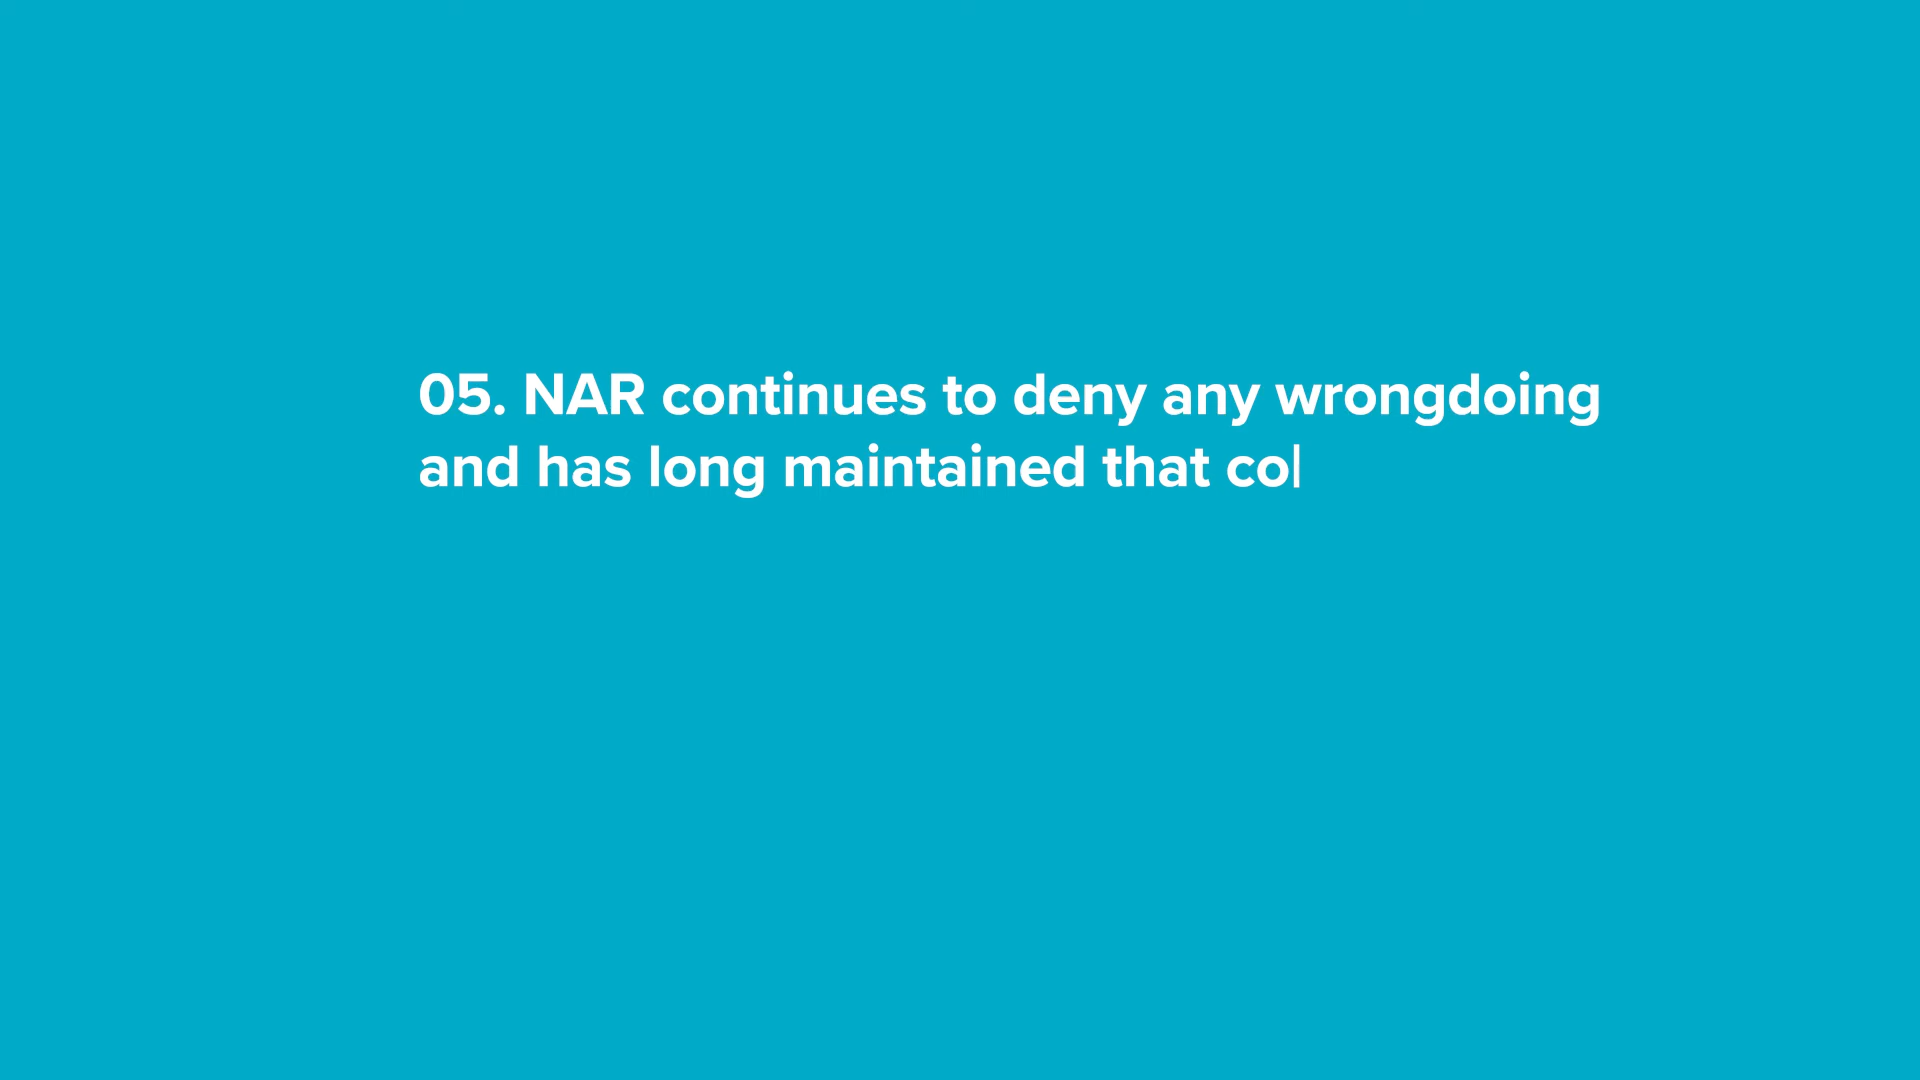 05. NAR continues to deny any wrongdoing
and has long maintained that co